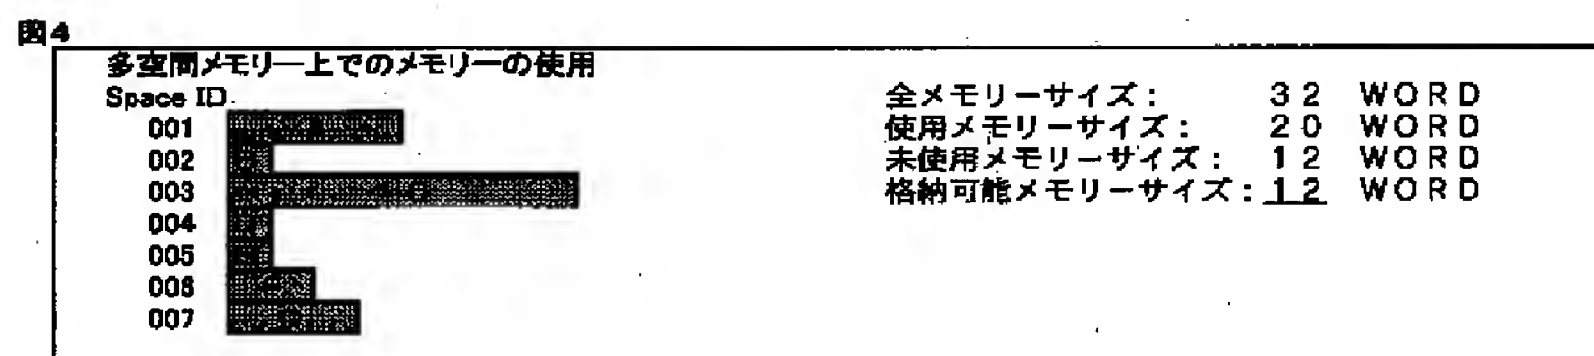 図4
多空間メモリー上でのメモリーの使用
Space ID
001
002
003
004
005
006
007
全メモリーサイズ: 32 WORD
使用メモリーサイズ: 20 WORD
未使用メモリーサイズ: 12 WORD
格納可能メモリーサイズ: 12 WORD